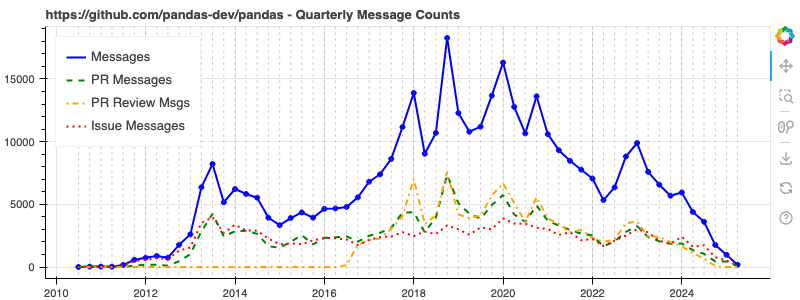 https://github.com/pandas-dev/pandas - Quarterly Message Counts
Messages
PR Messages
PR Review Msgs
Issue Messages
15000
10000
5000
0
2010 2012 2014 2016 2018 2020 2022 2024